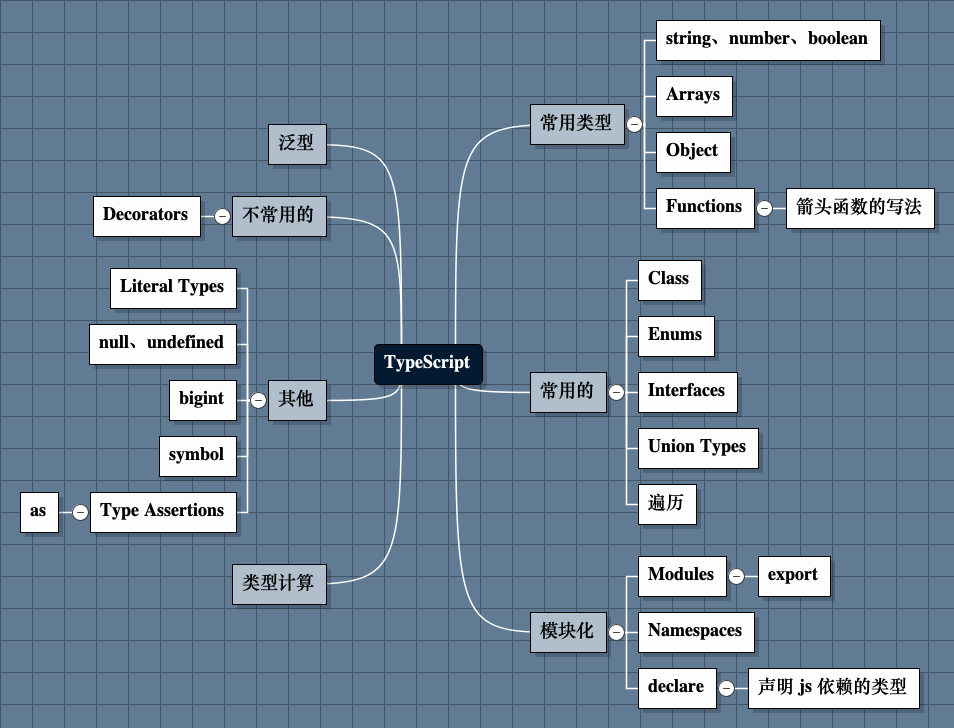 TypeScript
常用类型
string、number、boolean
Arrays
Object
Functions
箭头函数的写法
常用的
Class
Enums
Interfaces
Union Types
遍历
模块化
Modules
export
Namespaces
declare
声明 js 依赖的类型
泛型
不常用的
Decorators
其他
Literal Types
null、undefined
bigint
symbol
Type Assertions
as
类型计算